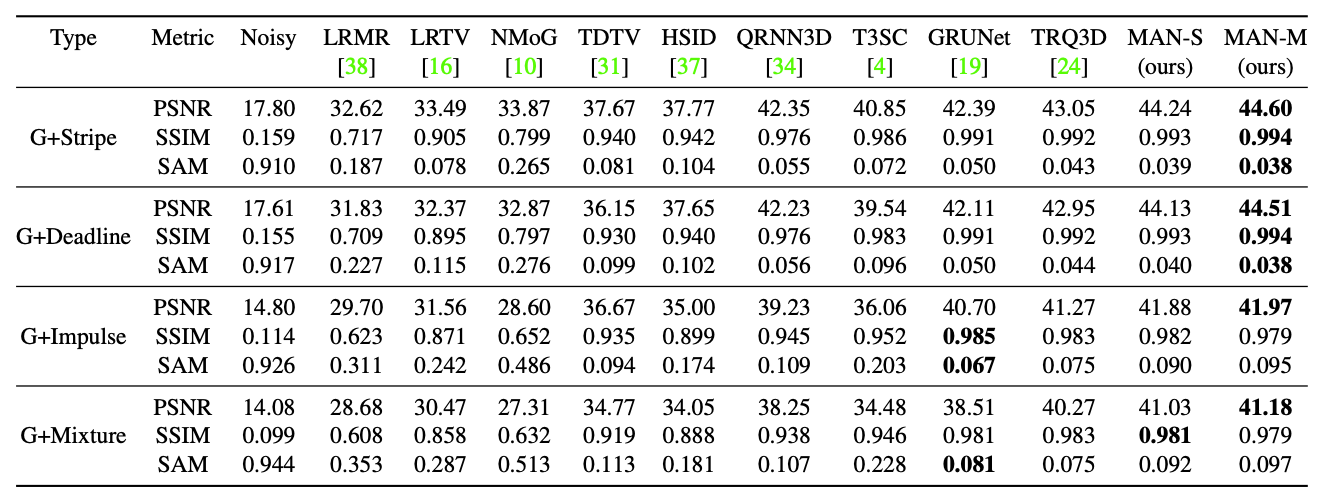 Type Metric Noisy LRMR LRTV NMoG TDTV HSID QRNN3D T3SC GRUNet TRQ3D MAN-S MAN-M
[38] [16] [10] [31] [37] [34] [4] [19] [24] (ours) (ours)
PSNR 17.80 32.62 33.49 33.87 37.67 37.77 42.35 40.85 42.39 43.05 44.24 44.60
G+Stripe SSIM 0.159 0.717 0.905 0.799 0.940 0.942 0.976 0.986 0.991 0.992 0.993 0.994
SAM 0.910 0.187 0.078 0.265 0.081 0.104 0.055 0.072 0.050 0.043 0.039 0.038
PSNR 17.61 31.83 32.37 32.87 36.15 37.65 42.23 39.54 42.11 42.95 44.13 44.51
G+Deadline SSIM 0.155 0.709 0.895 0.797 0.930 0.940 0.976 0.983 0.991 0.992 0.993 0.994
SAM 0.917 0.227 0.115 0.276 0.099 0.102 0.056 0.096 0.050 0.044 0.040 0.038
PSNR 14.80 29.70 31.56 28.60 36.67 35.00 39.23 36.06 40.70 41.27 41.88 41.97
G+Impulse SSIM 0.114 0.623 0.871 0.652 0.935 0.899 0.945 0.952 0.985 0.983 0.982 0.979
SAM 0.926 0.311 0.242 0.486 0.094 0.174 0.109 0.203 0.067 0.075 0.090 0.095
PSNR 14.08 28.68 30.47 27.31 34.77 34.05 38.25 34.48 38.51 40.27 41.03 41.18
G+Mixture SSIM 0.099 0.608 0.858 0.632 0.919 0.888 0.938 0.946 0.981 0.983 0.981 0.979
SAM 0.944 0.353 0.287 0.513 0.113 0.181 0.107 0.228 0.081 0.075 0.092 0.097